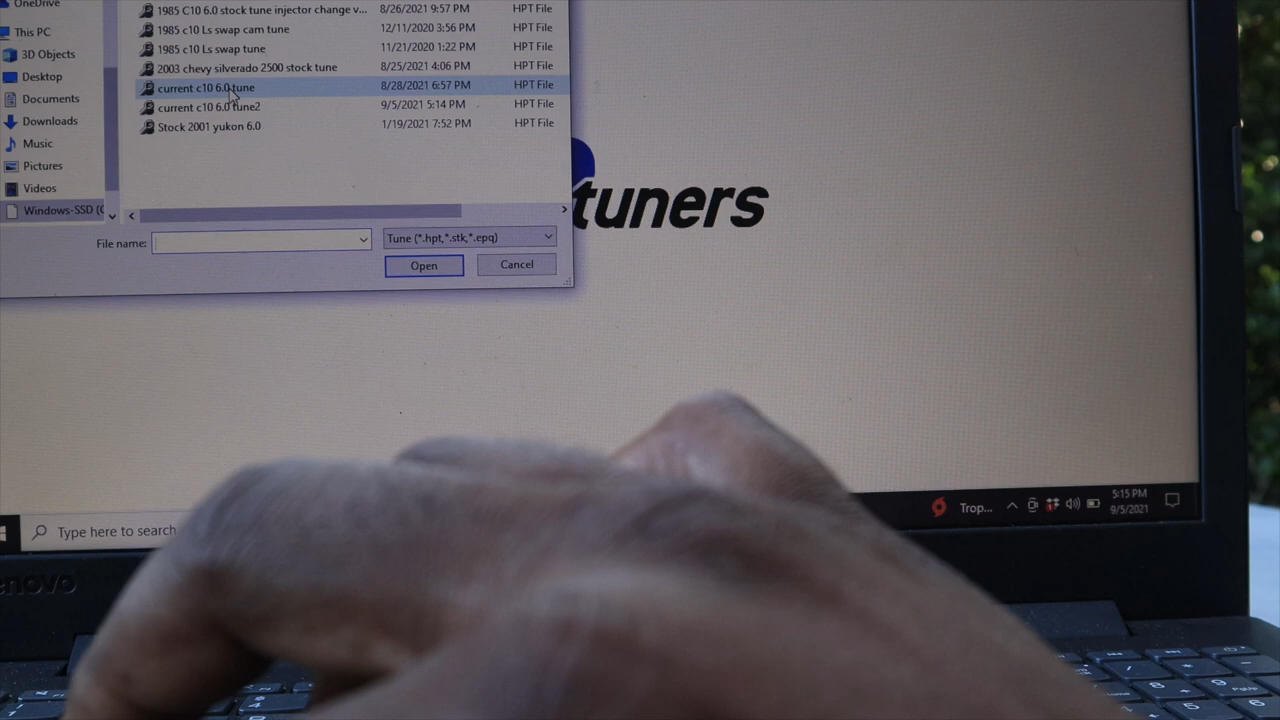 OneDrive
This PC
3D Objects
Desktop
Documents
Downloads
Music
Pictures
Videos
Windows-SSD (
1985 C10 6.0 stock tune injector change v... 8/26/2021 9:57 PM HPT File
1985 c10 Ls swap cam tune 12/11/2020 3:56 PM HPT File
1985 c10 Ls swap tune 11/21/2020 1:22 PM HPT File
2003 chevy silverado 2500 stock tune 8/25/2021 4:06 PM HPT File
current c10 6.0 tune 8/28/2021 6:57 PM HPT File
current c10 6.0 tune2 9/5/2021 5:14 PM HPT File
Stock 2001 yukon 6.0 1/19/2021 7:52 PM HPT File
File name: Tune (*.hpt,*.stk,*.epq)
Open Cancel
tuners
Type here to search
Trop... 5:15 PM
9/5/2021
enovo